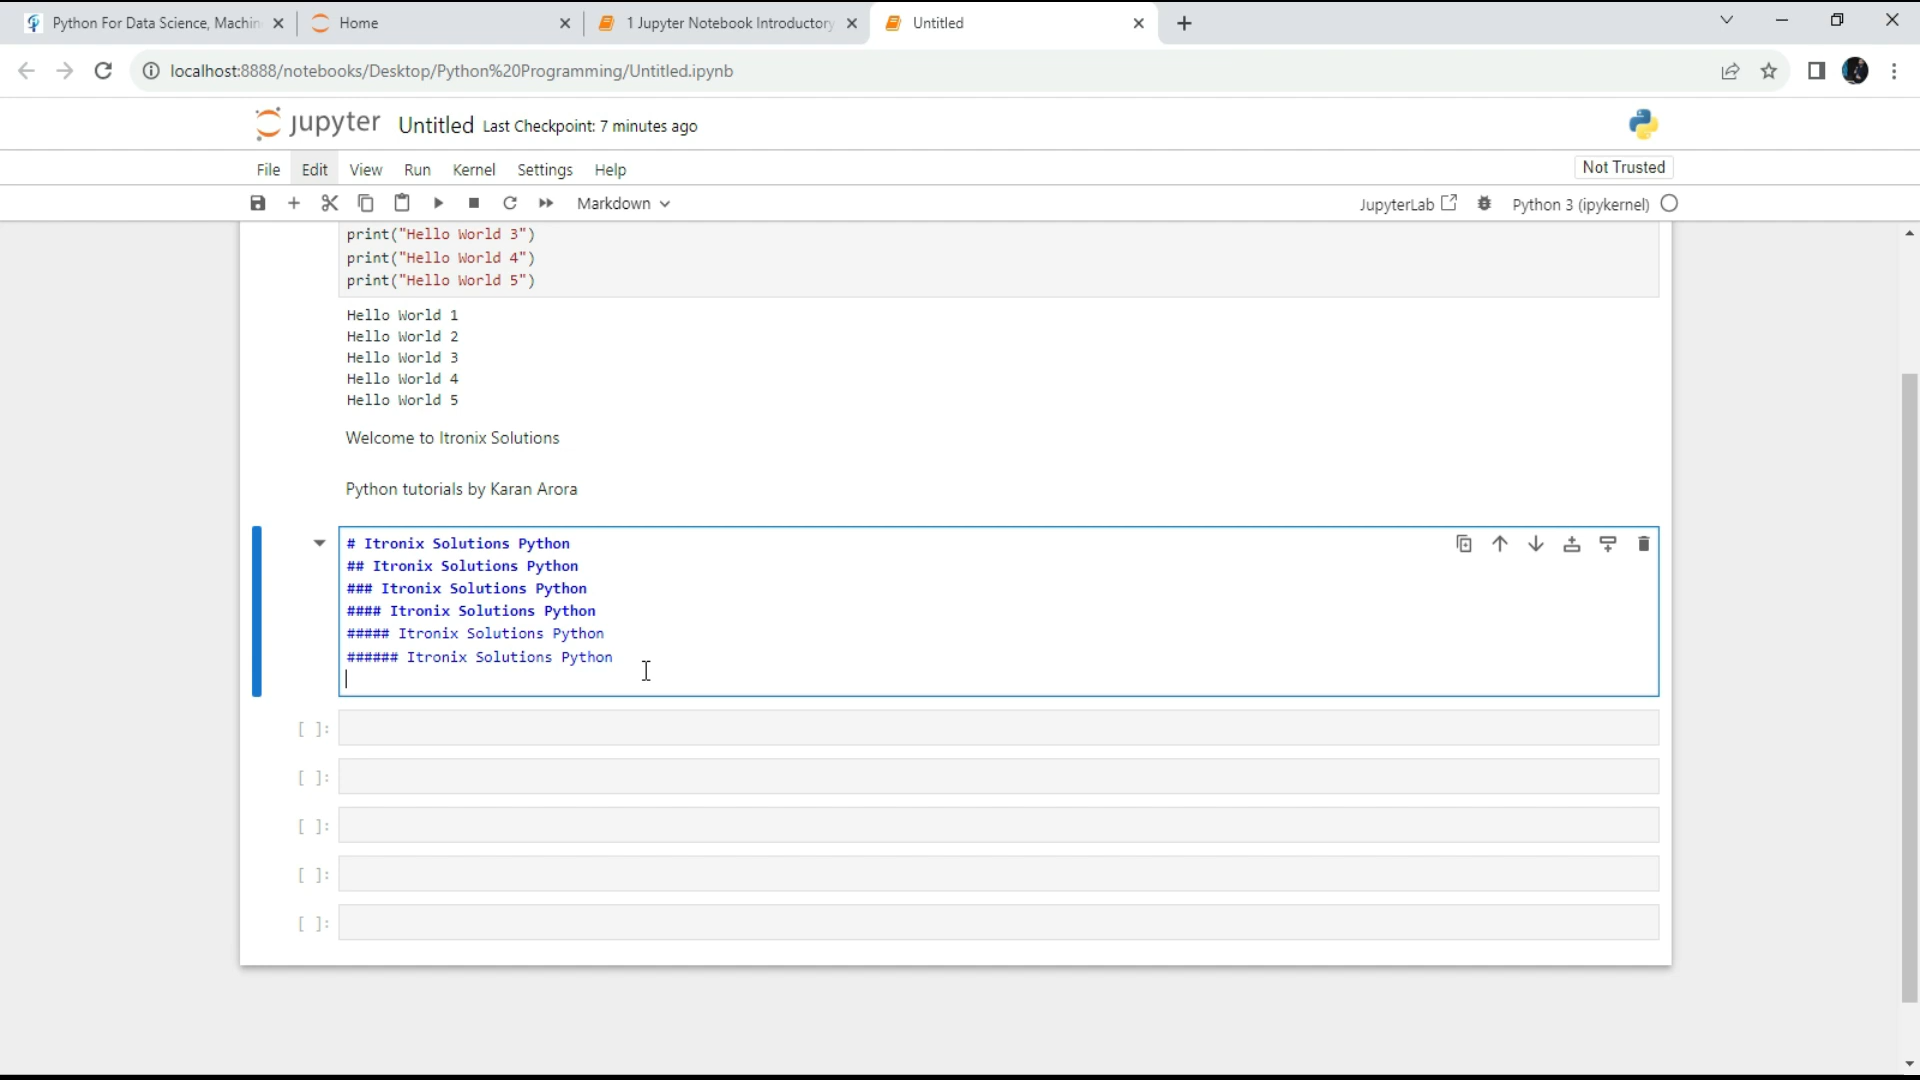 Python For Data Science, Machin
Home
1 Jupyter Notebook Introductory
Untitled
localhost:8888/notebooks/Desktop/Python%20Programming/Untitled.ipynb
jupyter Untitled Last Checkpoint: 7 minutes ago
File Edit View Run Kernel Settings Help
Not Trusted
Markdown
JupyterLab
Python 3 (ipykernel)
print("Hello World 3")
print("Hello World 4")
print("Hello World 5")
Hello World 1
Hello World 2
Hello World 3
Hello World 4
Hello World 5
Welcome to Itronix Solutions
Python tutorials by Karan Arora
# Itronix Solutions Python
## Itronix Solutions Python
### Itronix Solutions Python
#### Itronix Solutions Python
##### Itronix Solutions Python
###### Itronix Solutions Python
[ ]:
[ ]:
[ ]:
[ ]:
[ ]: